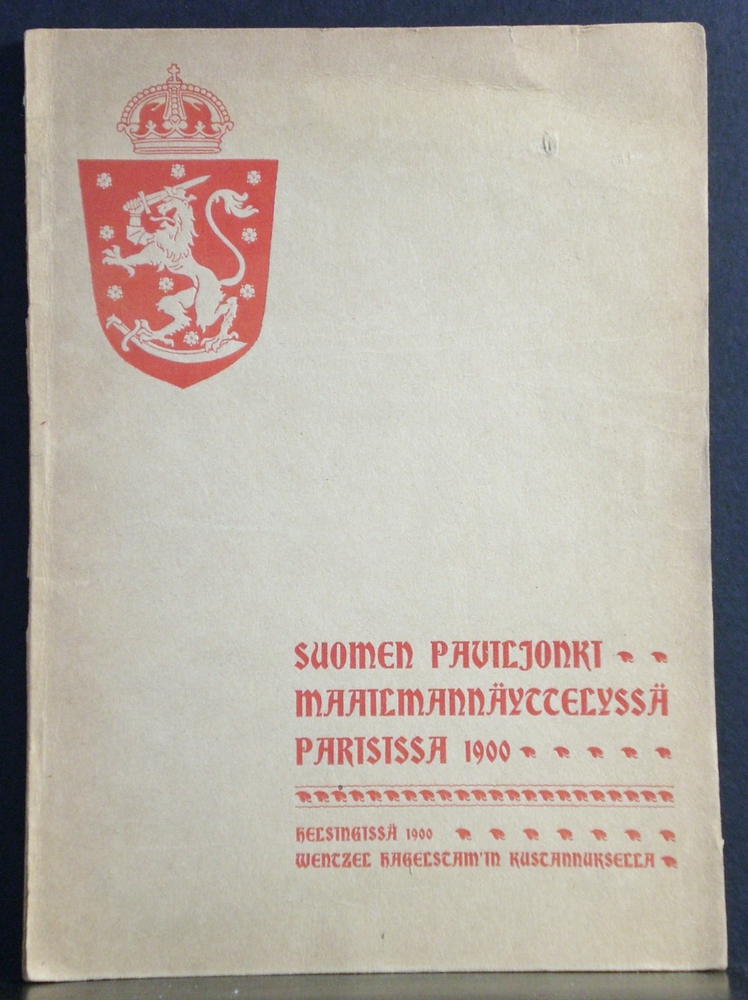 SUOMEN PAVILJONKI
MAAILMANNÄYTTELYSSÄ
PARISISSA 1900
HELSINGISSÄ 1900
WENTZEL HAGELSTAM'IN KUSTANNUKSELLA